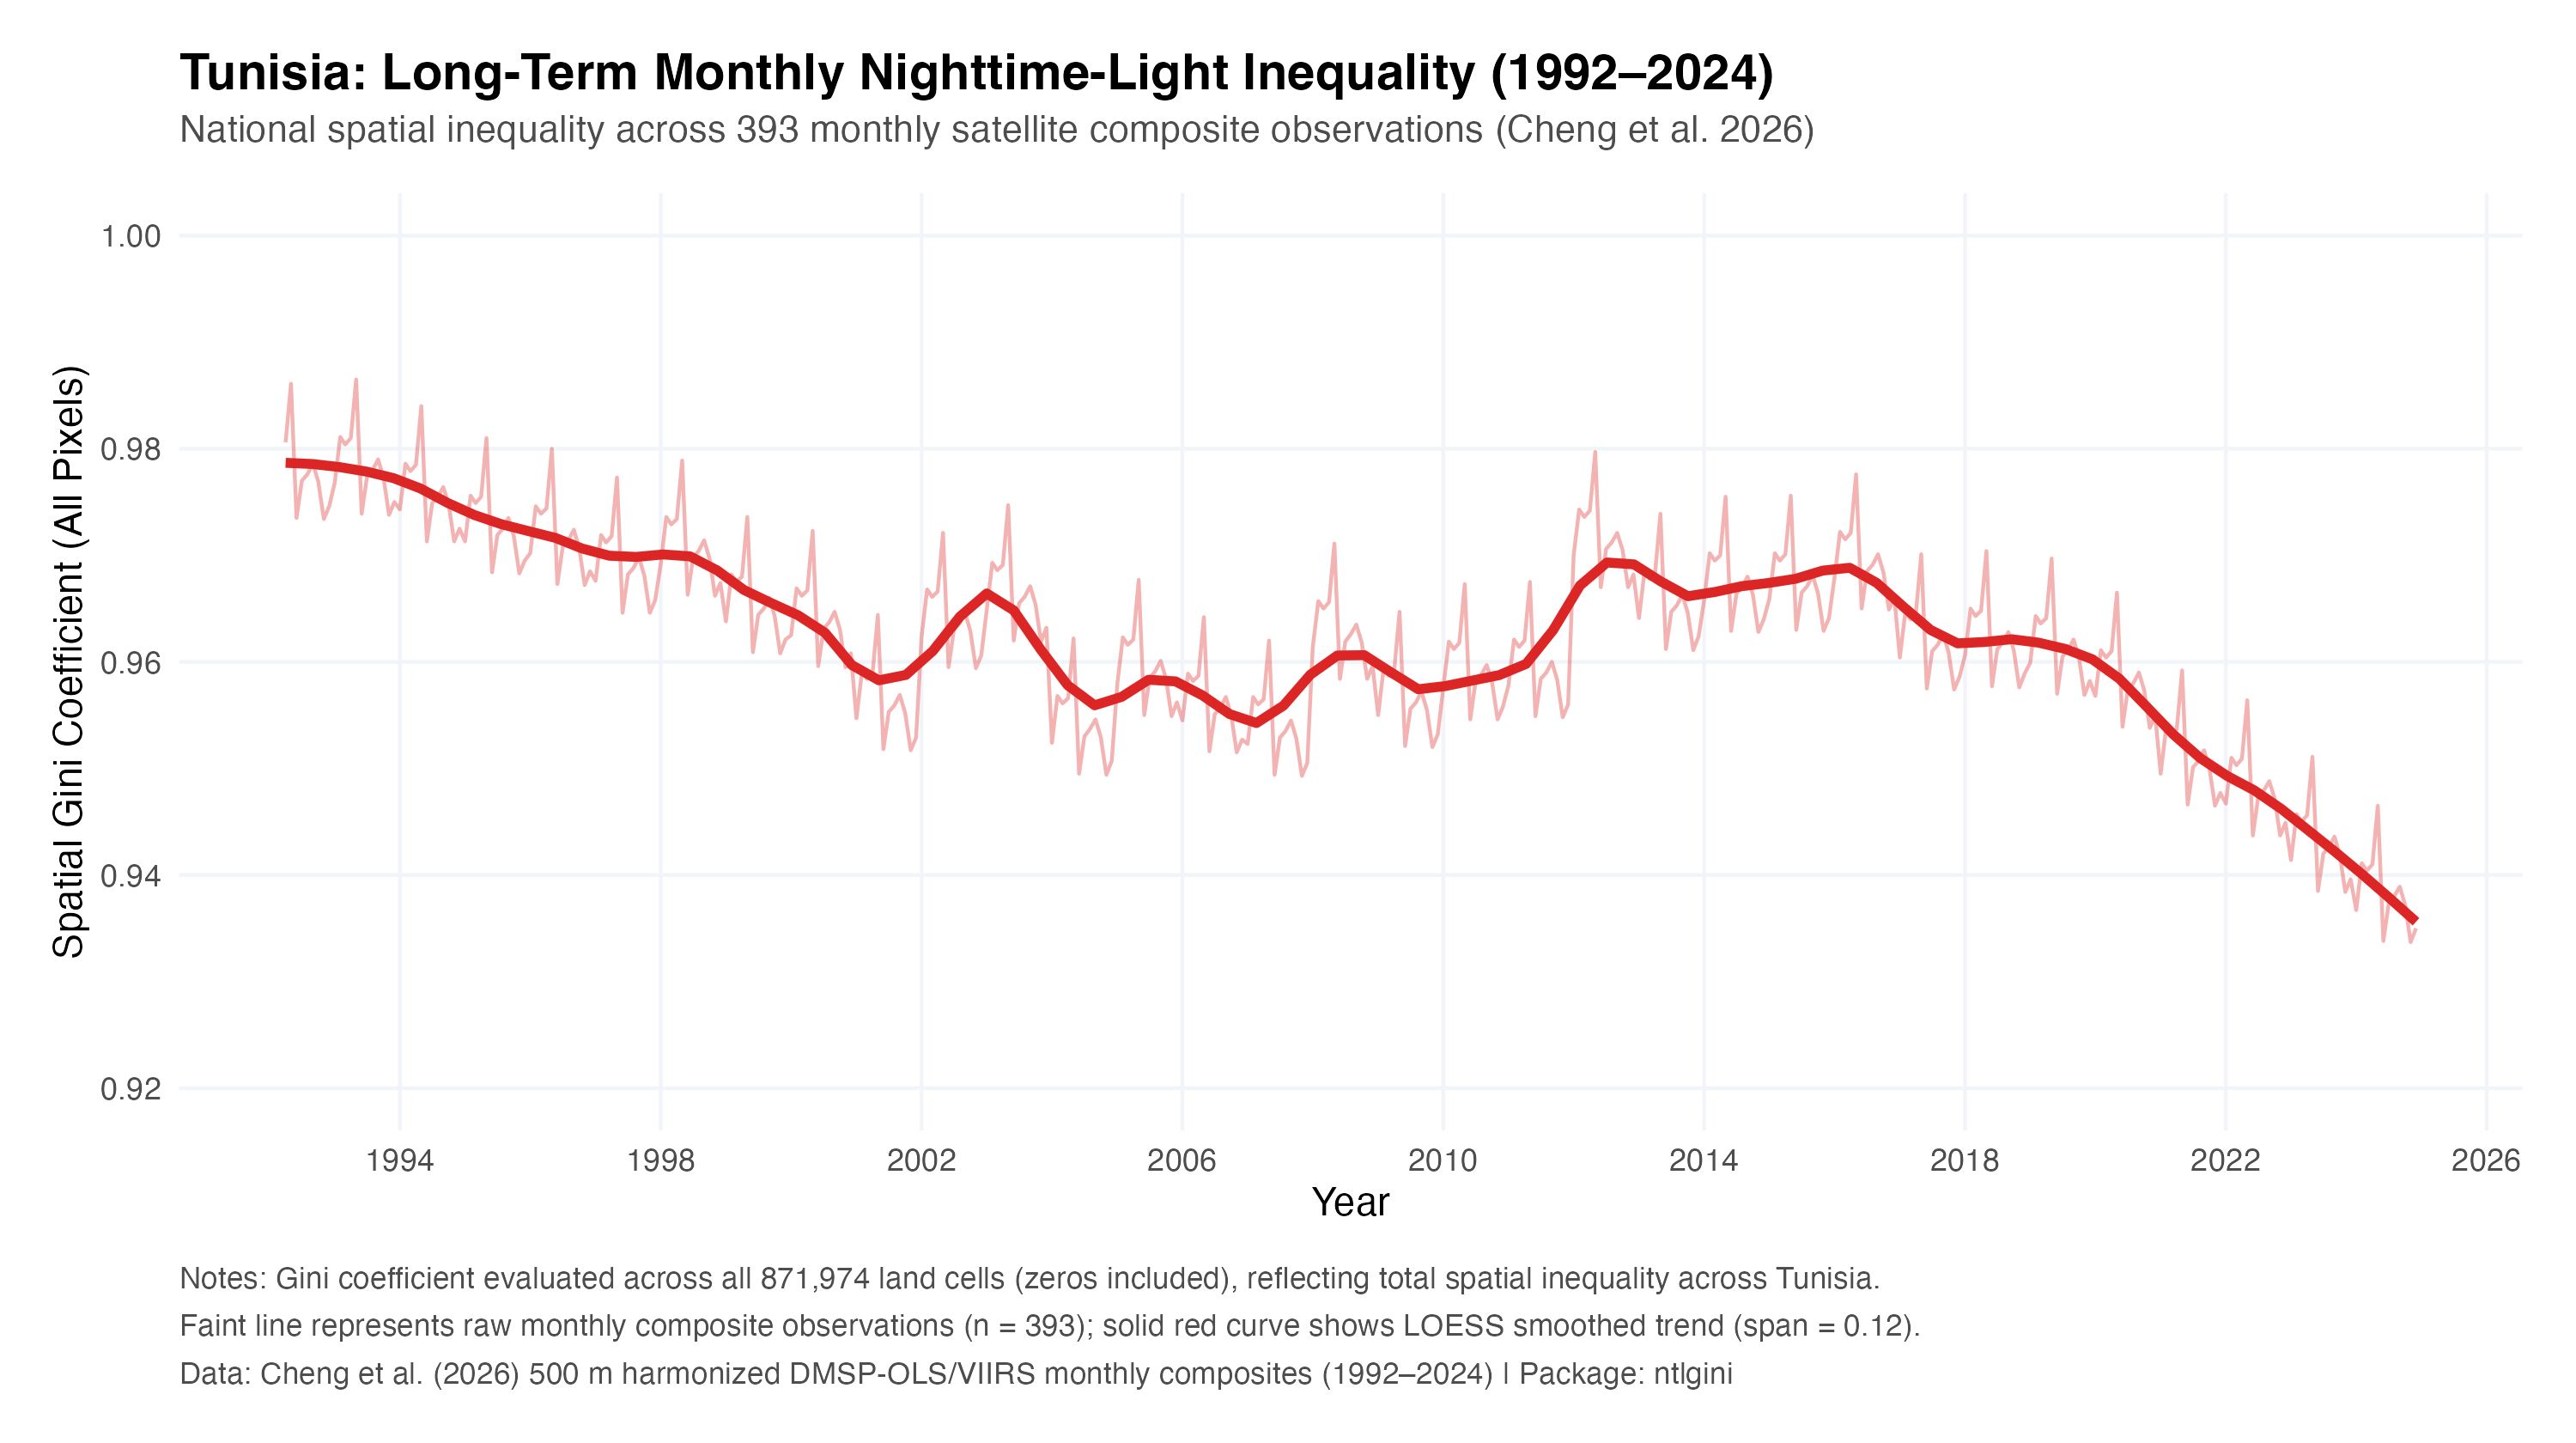 Tunisia: Long-Term Monthly Nighttime-Light Inequality (1992–2024)
National spatial inequality across 393 monthly satellite composite observations (Cheng et al. 2026)
Spatial Gini Coefficient (All Pixels)
1.00
0.98
0.96
0.94
0.92
1994
1998
2002
2006
2010
2014
2018
2022
2026
Year
Notes: Gini coefficient evaluated across all 871,974 land cells (zeros included), reflecting total spatial inequality across Tunisia.
Faint line represents raw monthly composite observations (n = 393); solid red curve shows LOESS smoothed trend (span = 0.12).
Data: Cheng et al. (2026) 500 m harmonized DMSP-OLS/VIIRS monthly composites (1992–2024) | Package: ntlgini